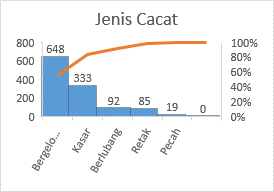 Jenis Cacat
800
600
400
200
0
648
333
92
85
19
0
100%
80%
60%
40%
20%
0%
Bergelo...
Kasar
Berlubang
Retak
Pecah